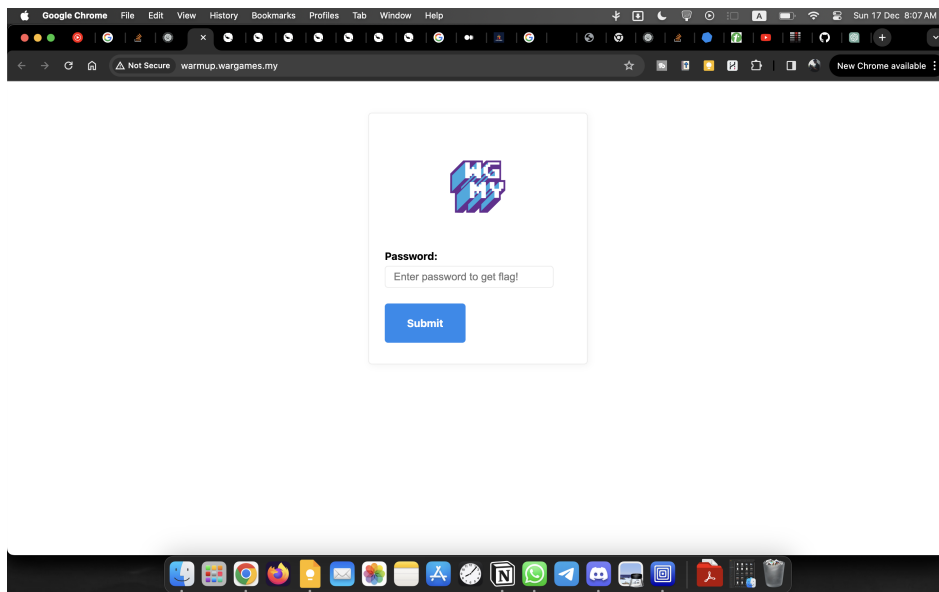 Google Chrome File Edit View History Bookmarks Profiles Tab Window Help A Sun 17 Dec 8:07 AM
Not Secure warmup.wargames.my New Chrome available
WG
MY
Password:
Enter password to get flag!
Submit